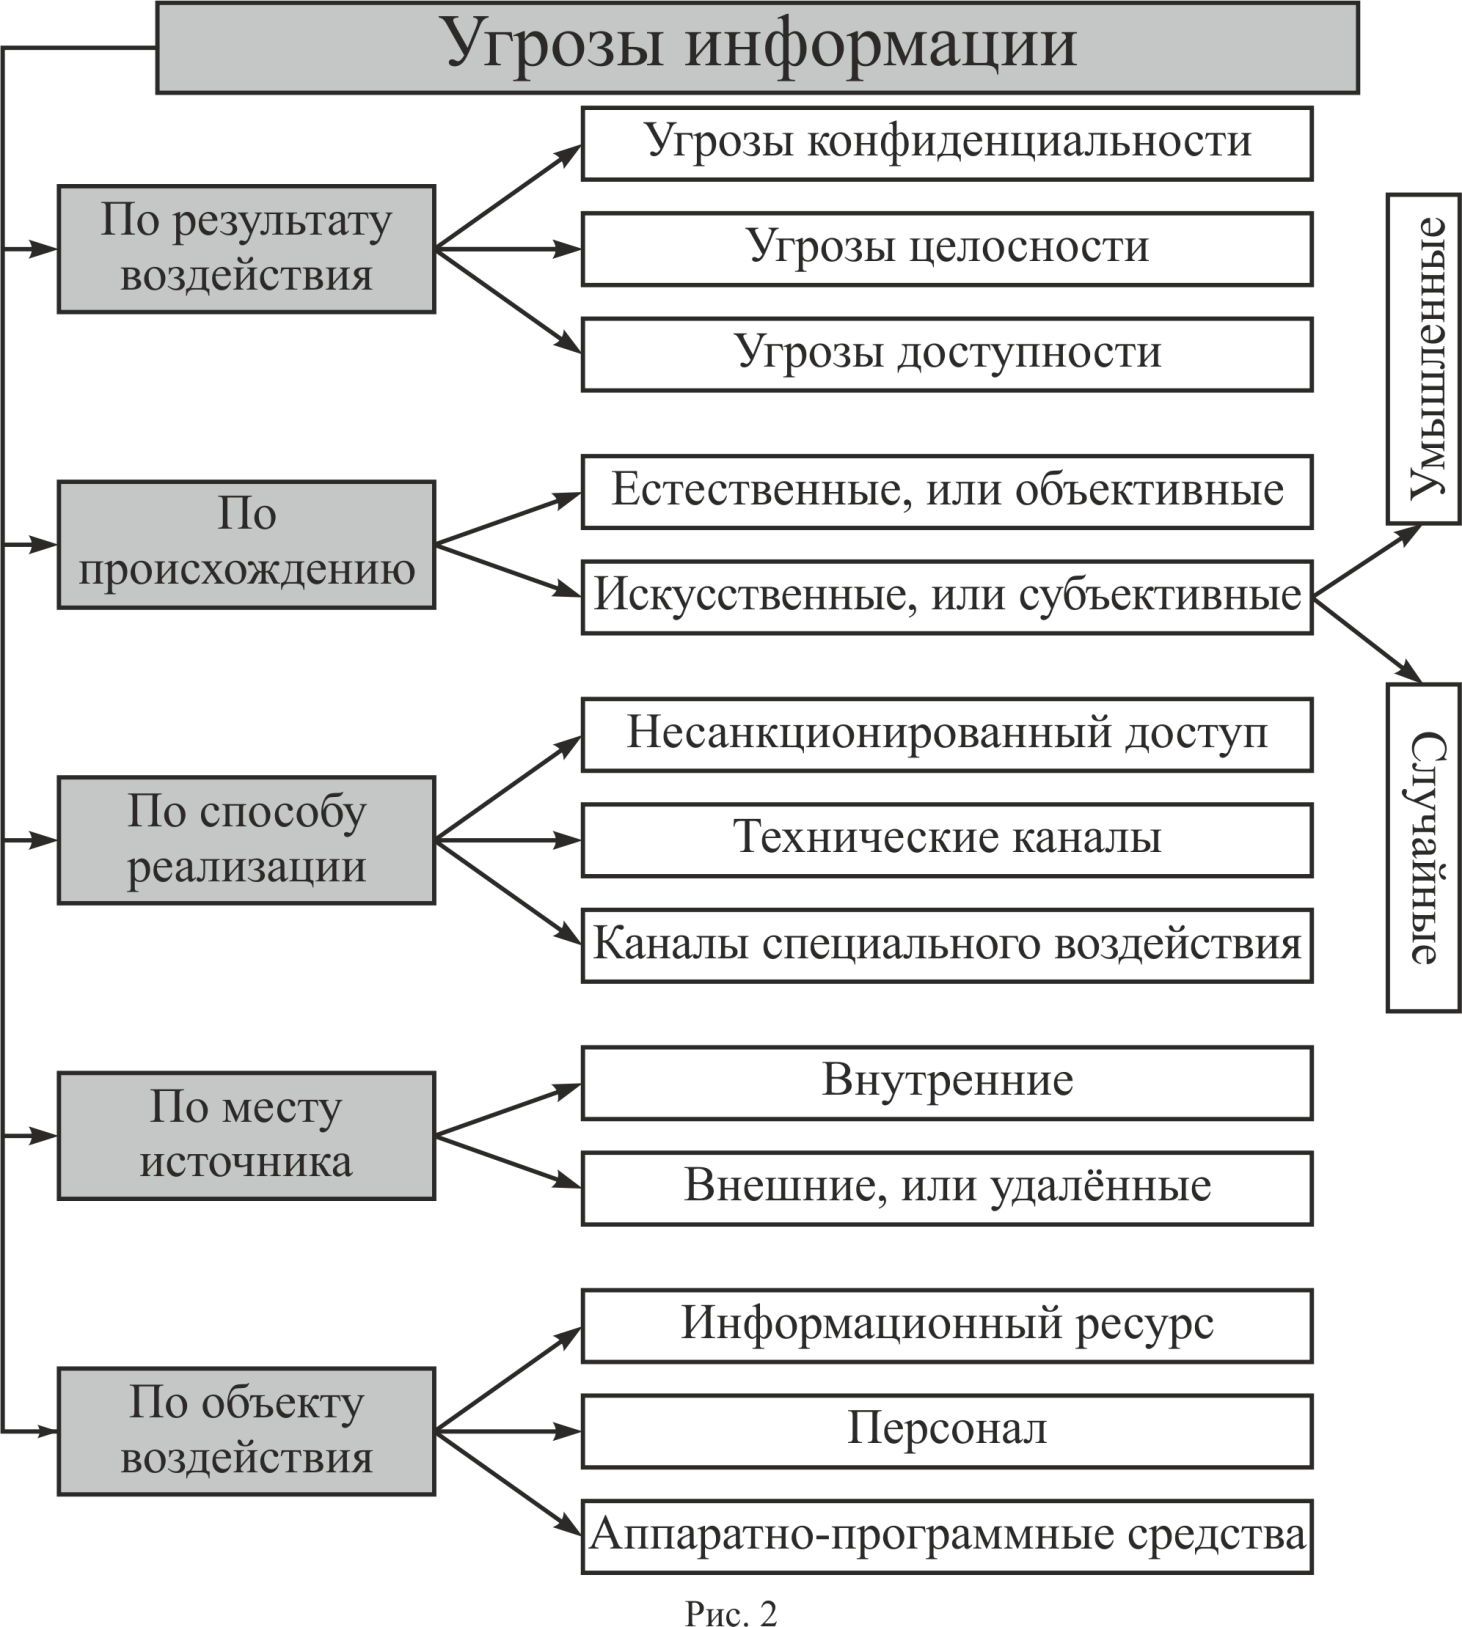 Угрозы информации
По результату
воздействия
Угрозы конфиденциальности
Угрозы целосности
Угрозы доступности
По
происхождению
Естественные, или объективные
Искусственные, или субъективные
Умышленные
Случайные
По способу
реализации
Несанкционированный доступ
Технические каналы
Каналы специального воздействия
По месту
источника
Внутренние
Внешние, или удалённые
По объекту
воздействия
Информационный ресурс
Персонал
Аппаратно-программные средства
Рис. 2